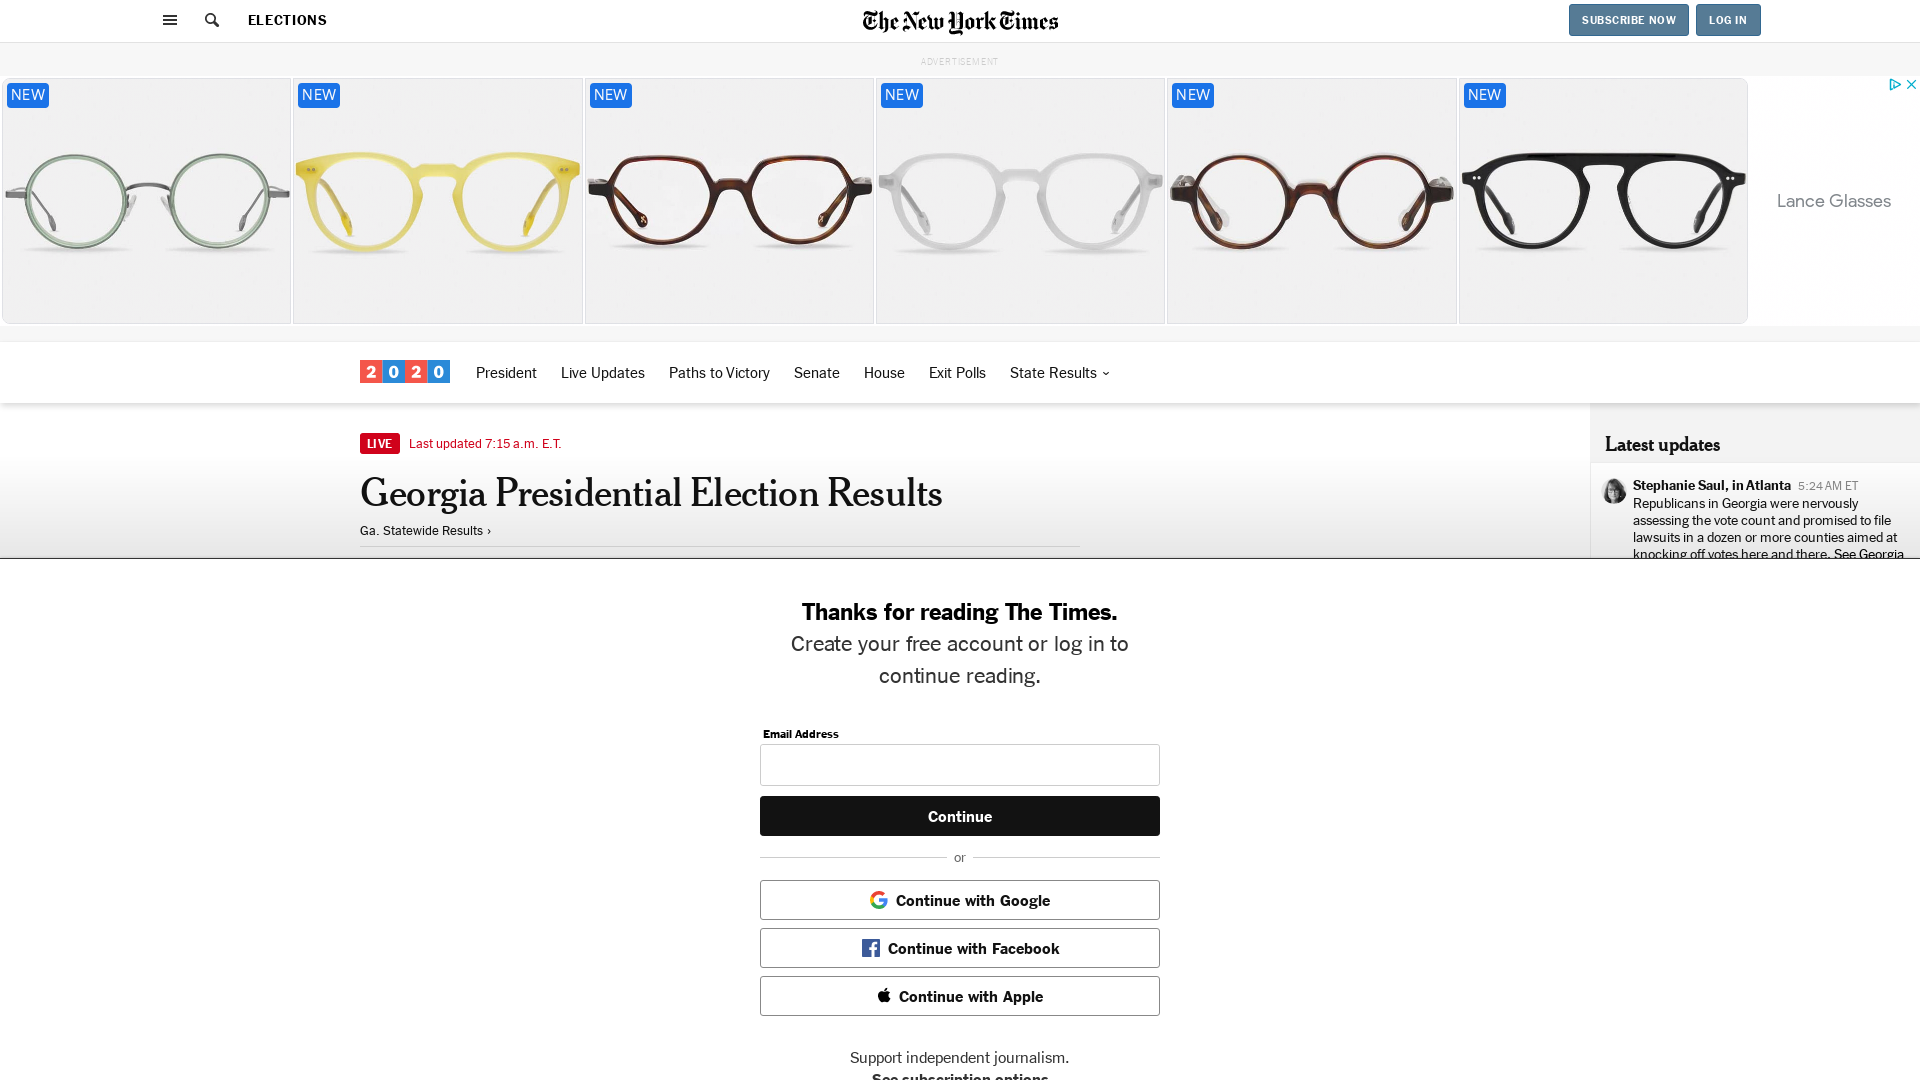 ELECTIONS
The New York Times
SUBSCRIBE NOW
LOG IN
ADVERTISEMENT
NEW
NEW
NEW
NEW
NEW
NEW
Lance Glasses
2020
President
Live Updates
Paths to Victory
Senate
House
Exit Polls
State Results
LIVE
Last updated 7:15 a.m. E.T.
Georgia Presidential Election Results
Ga. Statewide Results ›
Latest updates
Stephanie Saul, in Atlanta 5:24 AM ET
Republicans in Georgia were nervously
assessing the vote count and promised to file
lawsuits in a dozen or more counties aimed at
knocking off votes here and there. See Georgia
Thanks for reading The Times.
Create your free account or log in to
continue reading.
Email Address
Continue
or
Continue with Google
Continue with Facebook
Continue with Apple
Support independent journalism.
See subscription options.